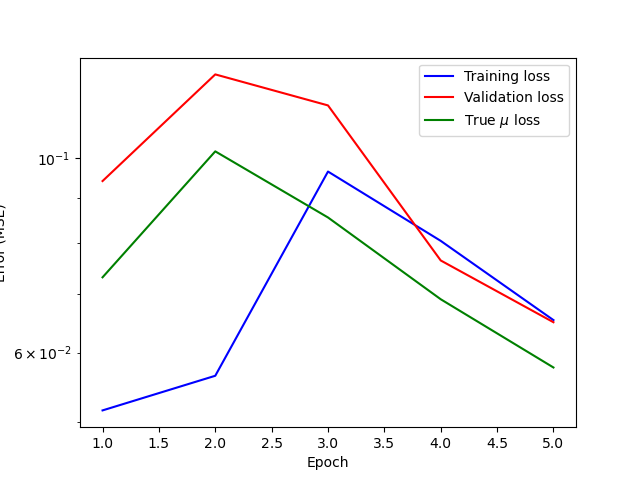 Training loss
Validation loss
True μ loss
10⁻¹
6 × 10⁻²
Error (MSE)
1.0 1.5 2.0 2.5 3.0 3.5 4.0 4.5 5.0
Epoch